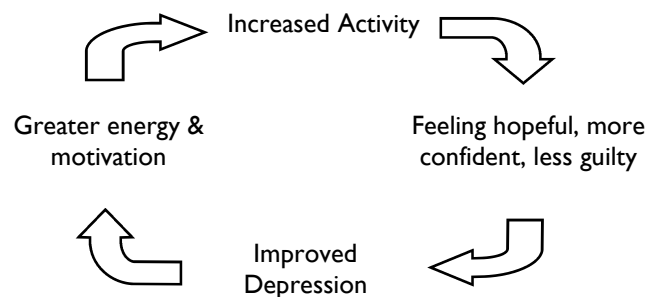 Increased Activity
Greater energy &
motivation
Feeling hopeful, more
confident, less guilty
Improved
Depression